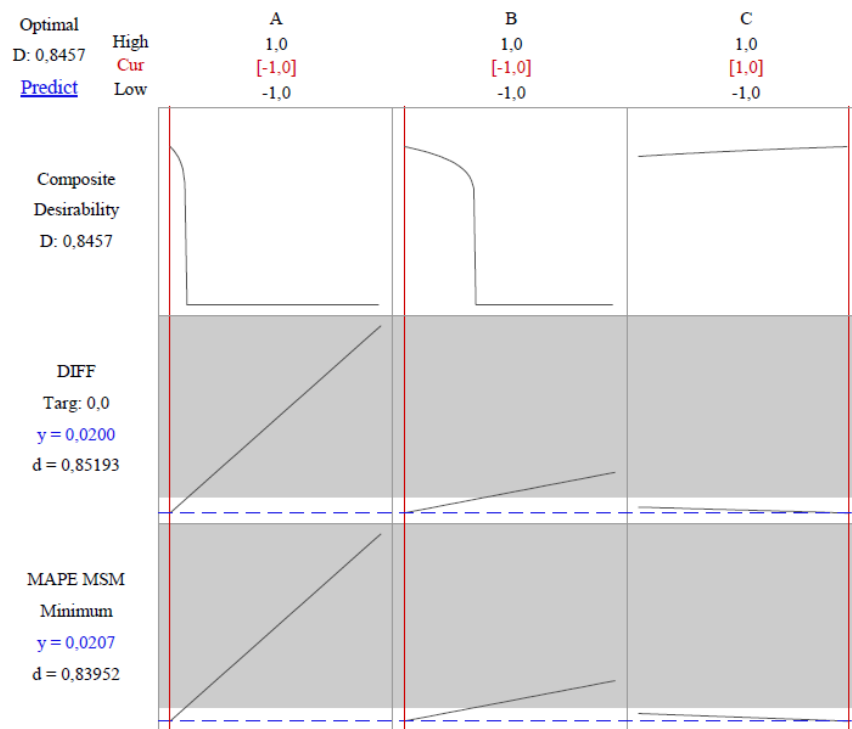 Optimal
D: 0,8457
Predict
High
Cur
Low
A
1,0
[-1,0]
-1,0
B
1,0
[-1,0]
-1,0
C
1,0
[1,0]
-1,0
Composite
Desirability
D: 0,8457
DIFF
Targ: 0,0
y = 0,0200
d = 0,85193
MAPE MSM
Minimum
y = 0,0207
d = 0,83952